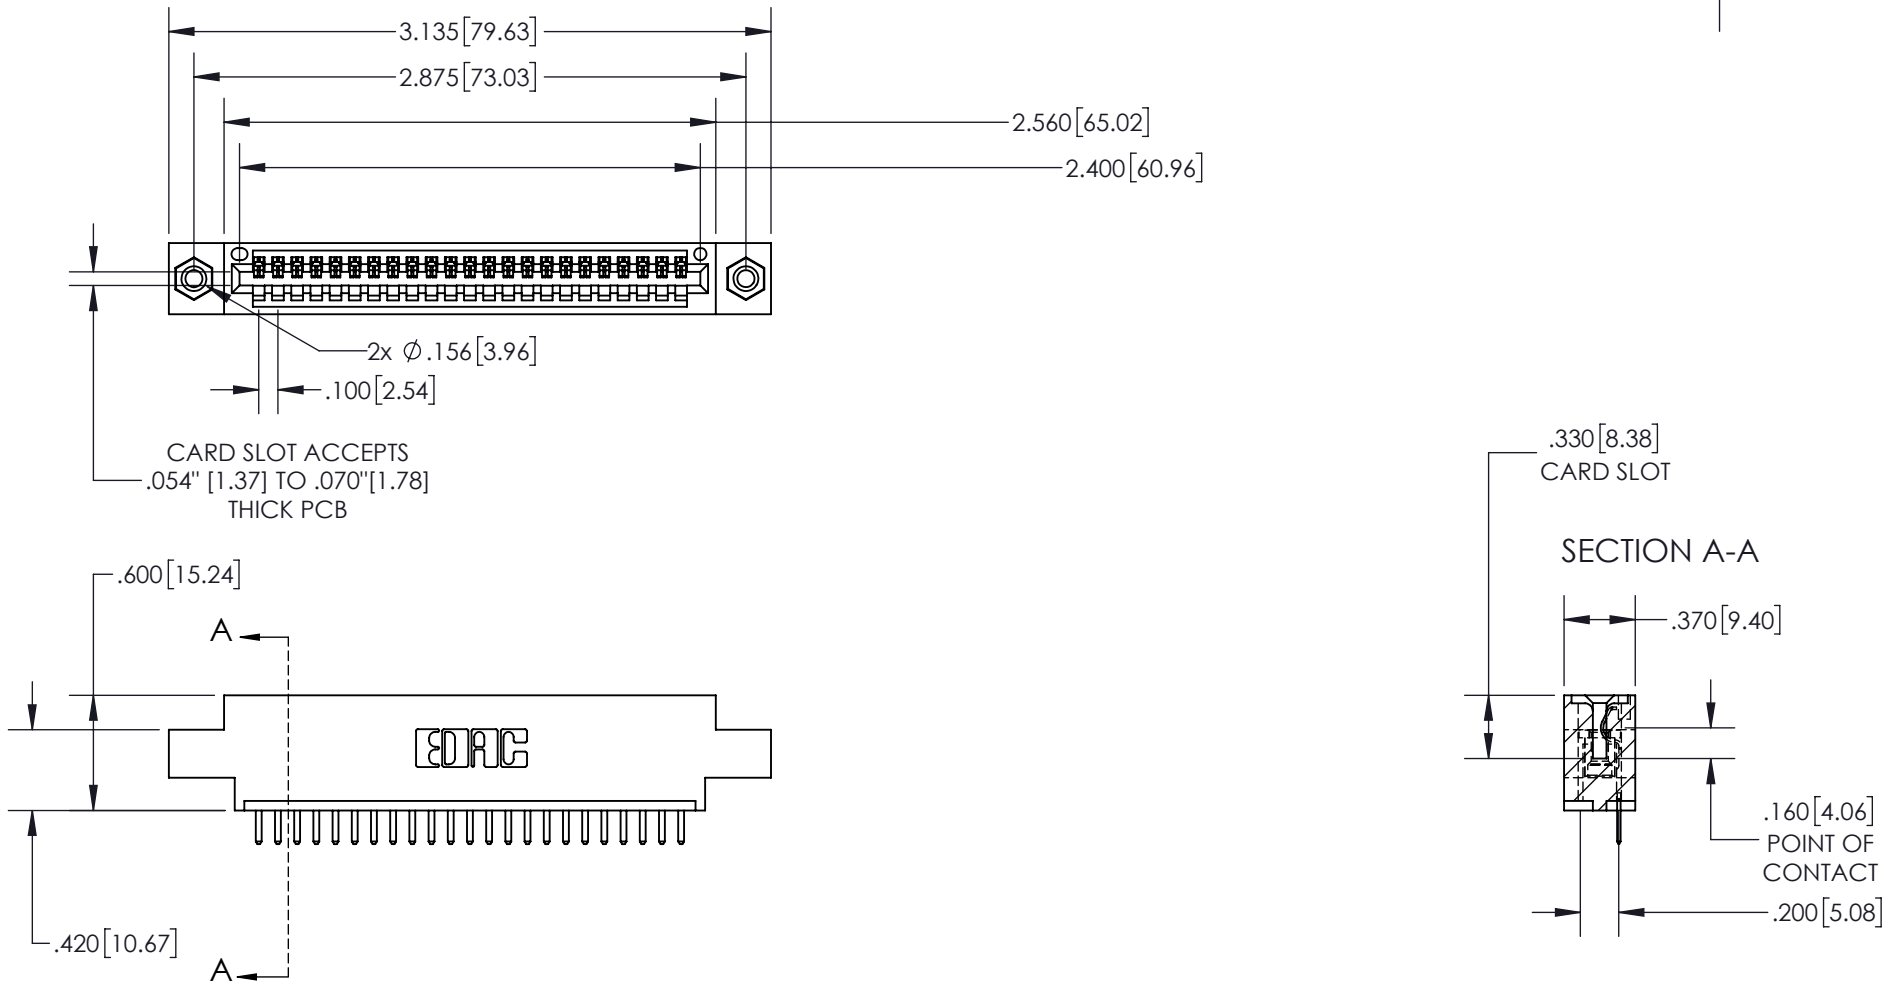 3.135[79.63]
2.875[73.03]
2.560[65.02]
2.400[60.96]
2x Ø.156[3.96]
.100[2.54]
CARD SLOT ACCEPTS
.054" [1.37] TO .070"[1.78]
THICK PCB
.330[8.38]
CARD SLOT
SECTION A-A
.600[15.24]
.370[9.40]
A
EDAC
.160[4.06]
POINT OF
CONTACT
.200[5.08]
.420[10.67]
A